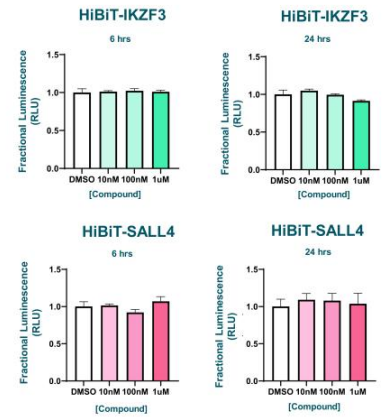 HiBiT-IKZF3
6 hrs
Fractional Luminescence
(RLU)
1.5
1.0
0.5
0.0
DMSO 10nM 100nM 1uM
[Compound]
HiBiT-IKZF3
24 hrs
Fractional Luminescence
(RLU)
1.5
1.0
0.5
0.0
DMSO 10nM 100nM 1uM
[Compound]
HiBiT-SALL4
6 hrs
Fractional Luminescence
(RLU)
1.5
1.0
0.5
0.0
DMSO 10nM 100nM 1uM
[Compound]
HiBiT-SALL4
24 hrs
Fractional Luminescence
(RLU)
1.5
1.0
0.5
0.0
DMSO 10nM 100nM 1uM
[Compound]